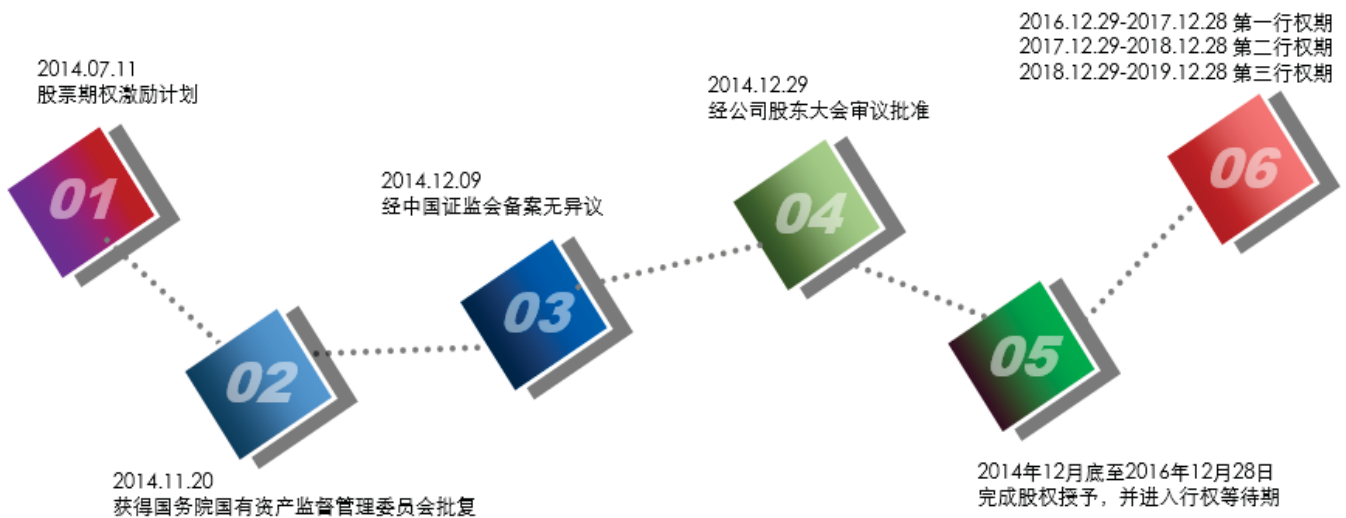 2014.07.11
股票期权激励计划
01
2014.11.20
获得国务院国有资产监督管理委员会批复
02
2014.12.09
经中国证监会备案无异议
03
2014.12.29
经公司股东大会审议批准
04
2014年12月底至2016年12月28日
完成股权授予，并进入行权等待期
05
2016.12.29-2017.12.28 第一行权期
2017.12.29-2018.12.28 第二行权期
2018.12.29-2019.12.28 第三行权期
06